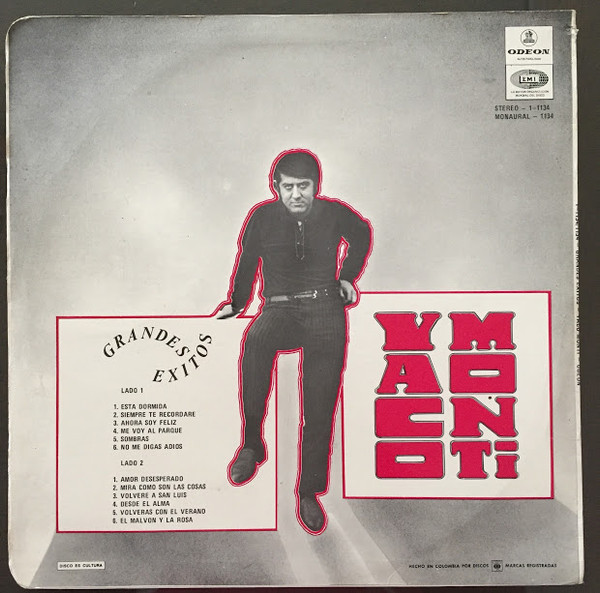 ODEON
EMI
STEREO – 1-1134
MONAURAL – 1134
GRANDES EXITOS
LADO 1
1. ESTA DORMIDA
2. SIEMPRE TE RECORDARE
3. AHORA SOY FELIZ
4. ME VOY AL PARQUE
5. SOMBRAS
6. NO ME DIGAS ADIOS
LADO 2
1. AMOR DESESPERADO
2. MIRA COMO SON LAS COSAS
3. VOLVERE A SAN LUIS
4. DESDE EL ALMA
5. VOLVERAS CON EL VERANO
6. EL MALVON Y LA ROSA
YACO
MONTi
DISCO DE CULTURA
HECHO EN COLOMBIA POR DISCOS CBS MARCAS REGISTRADAS